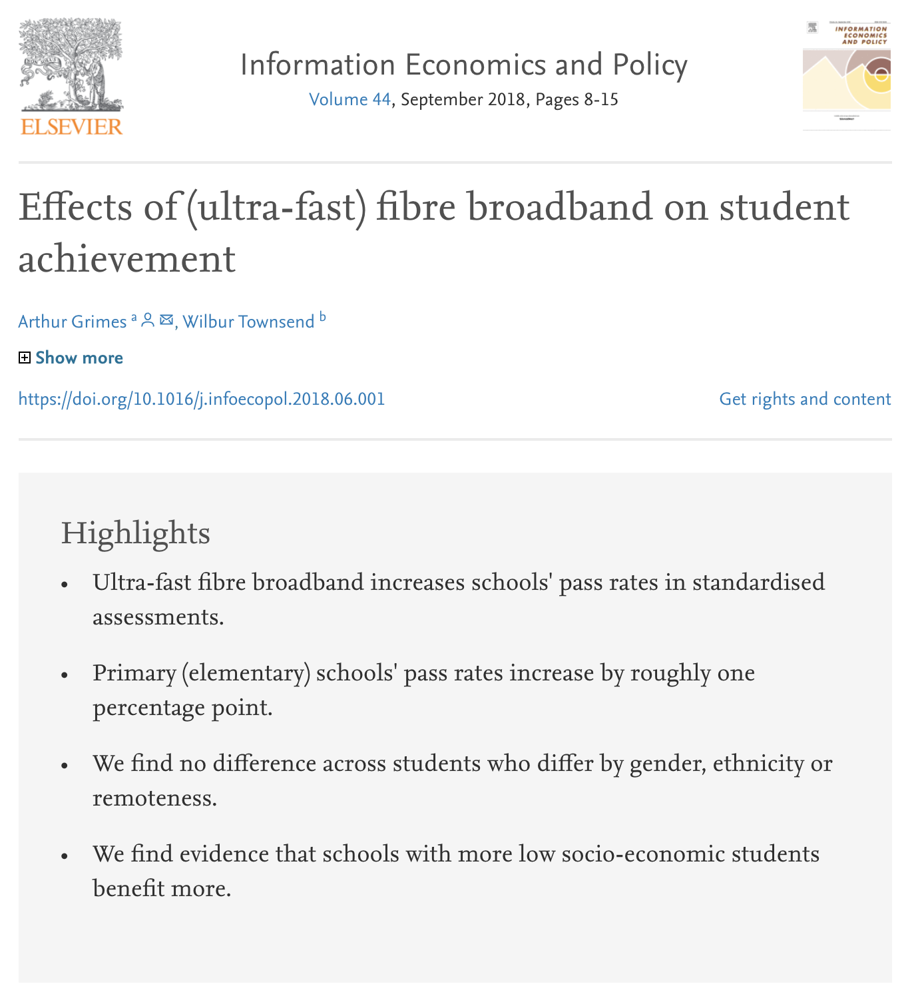 ELSEVIER
Information Economics and Policy
Volume 44, September 2018, Pages 8-15
INFORMATION
ECONOMICS
AND POLICY
Effects of (ultra-fast) fibre broadband on student
achievement
Arthur Grimes a, Wilbur Townsend b
Show more
https://doi.org/10.1016/j.infoecopol.2018.06.001
Get rights and content
Highlights
• Ultra-fast fibre broadband increases schools' pass rates in standardised
assessments.
• Primary (elementary) schools' pass rates increase by roughly one
percentage point.
• We find no difference across students who differ by gender, ethnicity or
remoteness.
• We find evidence that schools with more low socio-economic students
benefit more.